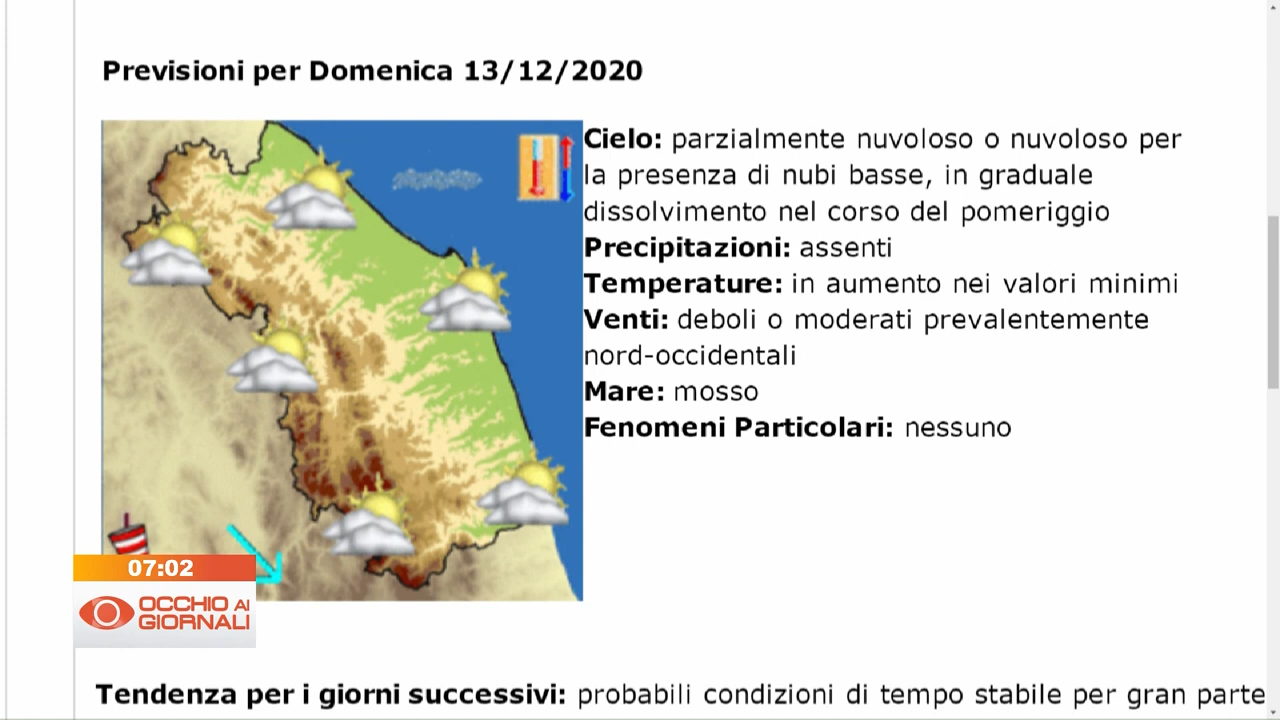 Previsioni per Domenica 13/12/2020
Cielo: parzialmente nuvoloso o nuvoloso per
la presenza di nubi basse, in graduale
dissolvimento nel corso del pomeriggio
Precipitazioni: assenti
Temperature: in aumento nei valori minimi
Venti: deboli o moderati prevalentemente
nord-occidentali
Mare: mosso
Fenomeni Particolari: nessuno
07:02
OCCHIO AI
GIORNALI
Tendenza per i giorni successivi: probabili condizioni di tempo stabile per gran parte